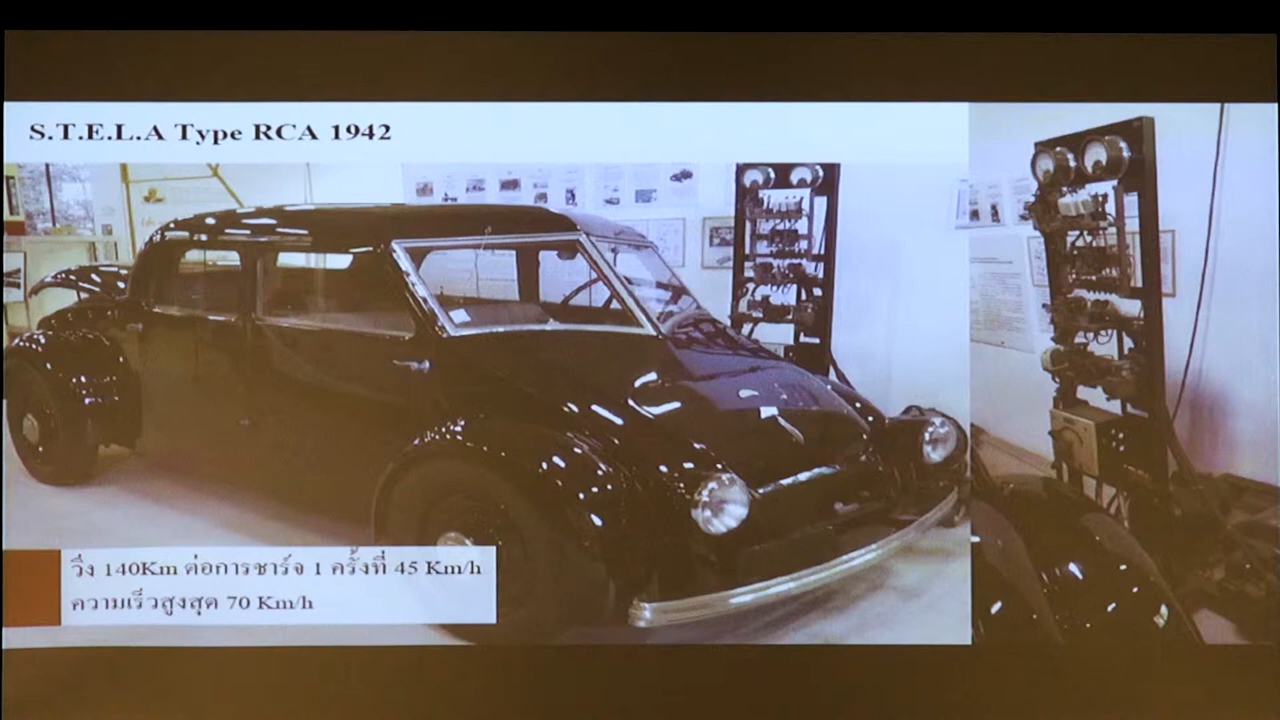 S.T.E.L.A Type RCA 1942
วิ่ง 140Km ต่อการชาร์จ 1 ครั้งที่ 45 Km/h
ความเร็วสูงสุด 70 Km/h